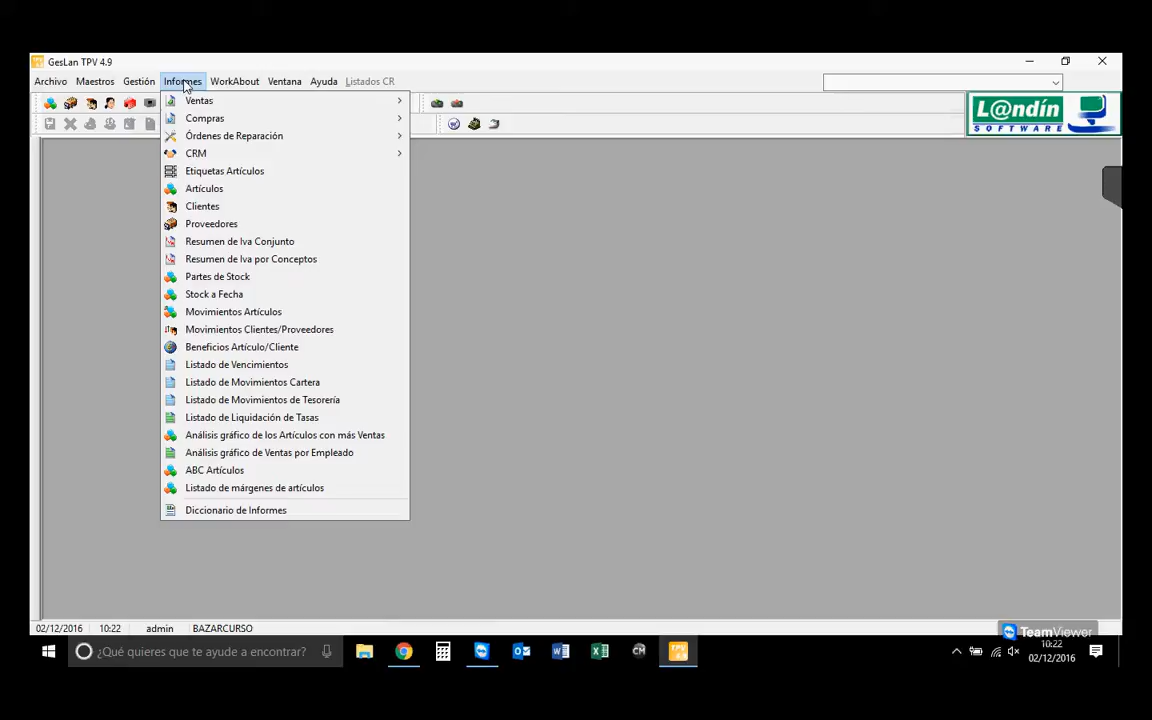 GesLan TPV 4.9
Archivo Maestros Gestión Informes WorkAbout Ventana Ayuda Listados CR
L@ndín
SOFTWARE
Ventas
Compras
Órdenes de Reparación
CRM
Etiquetas Artículos
Artículos
Clientes
Proveedores
Resumen de Iva Conjunto
Resumen de Iva por Conceptos
Partes de Stock
Stock a Fecha
Movimientos Artículos
Movimientos Clientes/Proveedores
Beneficios Artículo/Cliente
Listado de Vencimientos
Listado de Movimientos Cartera
Listado de Movimientos de Tesorería
Listado de Liquidación de Tasas
Análisis gráfico de los Artículos con más Ventas
Análisis gráfico de Ventas por Empleado
ABC Artículos
Listado de márgenes de artículos
Diccionario de Informes
02/12/2016 10:22 admin BAZARCURSO
TeamViewer
¿Qué quieres que te ayude a encontrar?
CM
TPV
4.9
10:22
02/12/2016